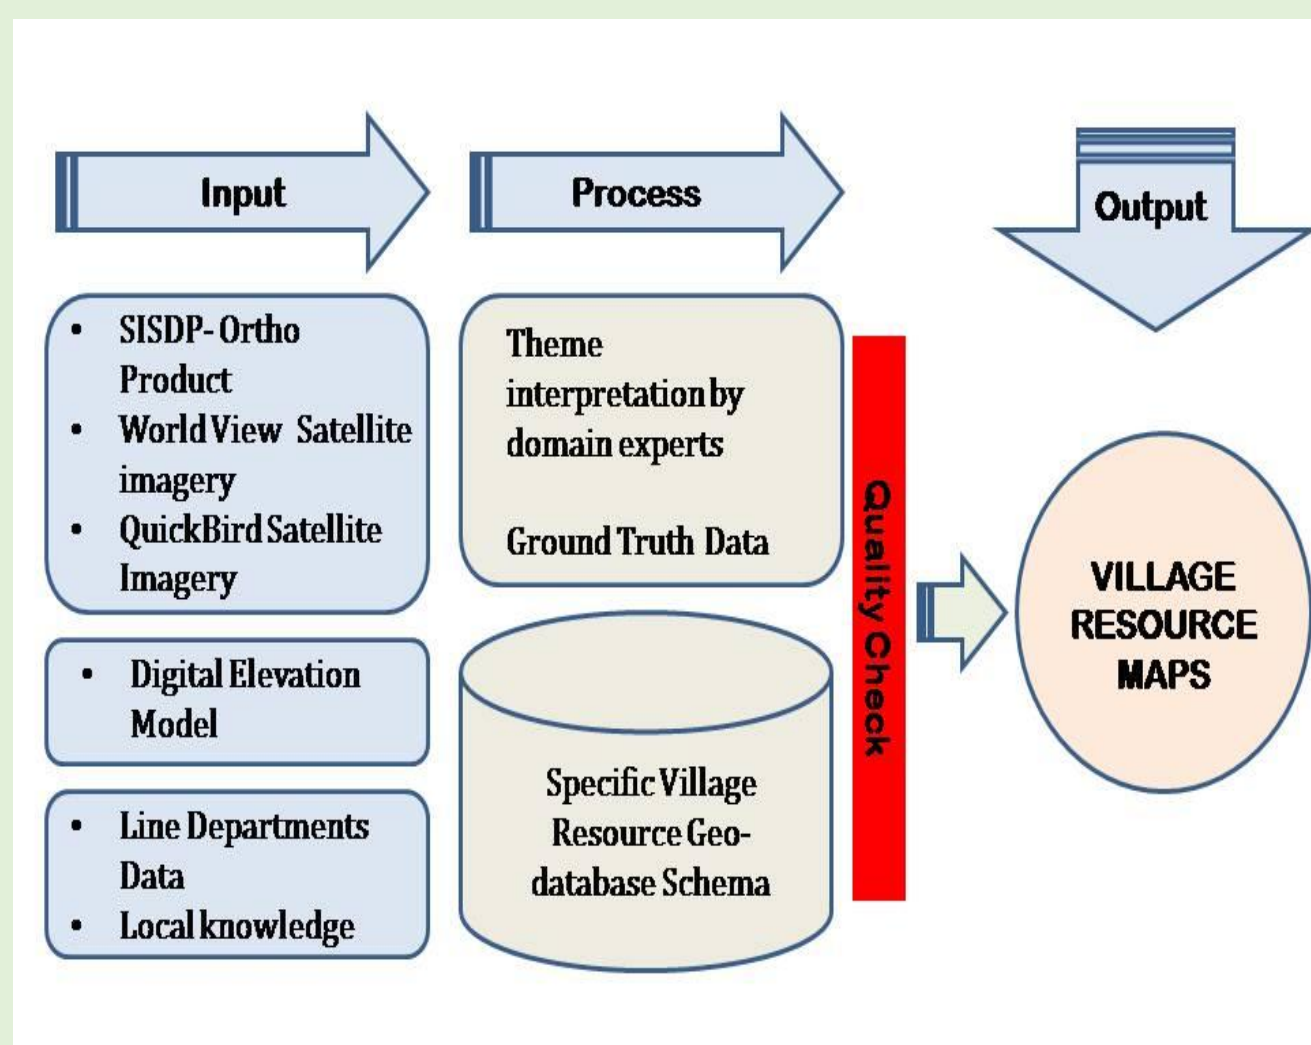 Input
Process
Output
• SISDP- Ortho
Product
• World View Satellite
imagery
• QuickBird Satellite
Imagery
• Digital Elevation
Model
• Line Departments
Data
• Local knowledge
Theme
interpretation by
domain experts
Ground Truth Data
Specific Village
Resource Geo-
database Schema
Quality Check
VILLAGE
RESOURCE
MAPS